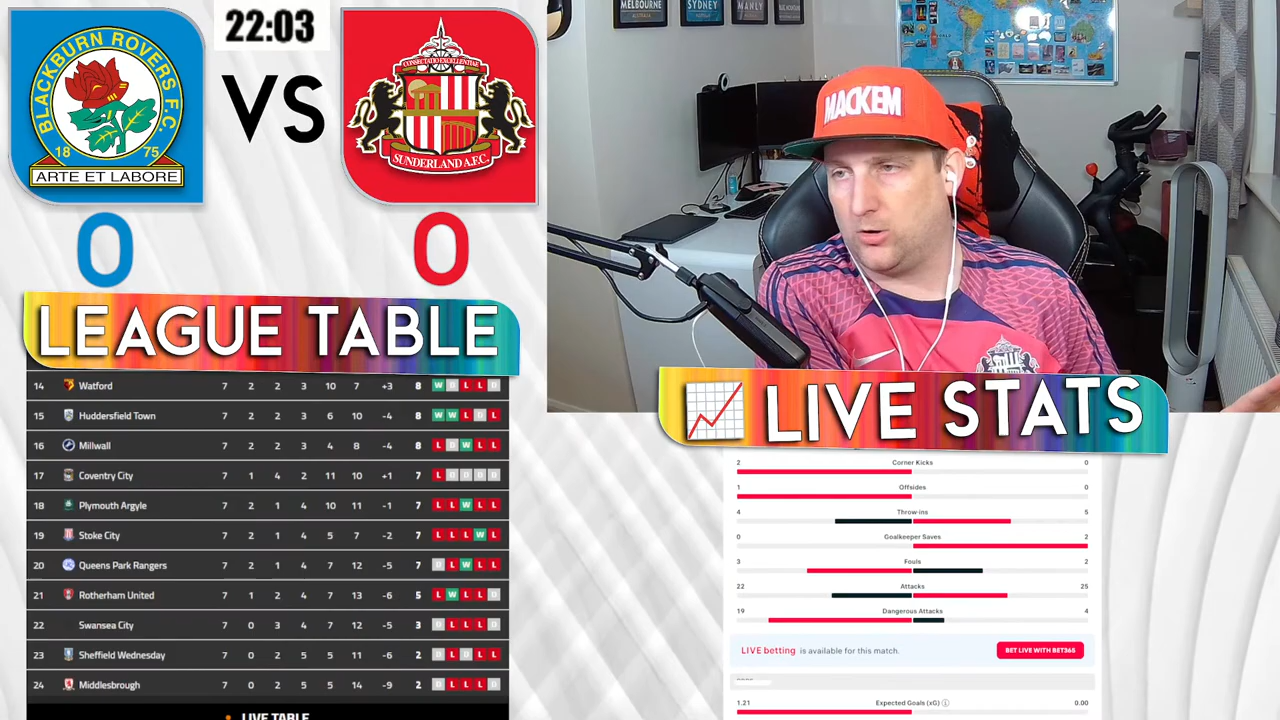 BLACKBURN ROVERS F.C.
18 75
ARTE ET LABORE
22:03
VS
CONSECTATIO EXCELLENTIAE
SUNDERLAND A.F.C.
0 0
MELBOURNE
AUSTRALIA
SYDNEY
MANLY
MACKEM
LEAGUE TABLE
14 Watford 7 2 2 3 10 7 +3 8 W D L L D
15 Huddersfield Town 7 2 2 3 6 10 -4 8 W W L D L
16 Millwall 7 2 2 3 4 8 -4 8 L D W L L
17 Coventry City 7 1 4 2 11 10 +1 7 L D D D D
18 Plymouth Argyle 7 2 1 4 10 11 -1 7 L L W L L
19 Stoke City 7 2 1 4 5 7 -2 7 L L L W L
20 Queens Park Rangers 7 2 1 4 7 12 -5 7 D L W L L
21 Rotherham United 7 1 2 4 7 13 -6 5 L W L L D
22 Swansea City 7 0 3 4 7 12 -5 3 D L L L D
23 Sheffield Wednesday 7 0 2 5 5 11 -6 2 D L D L L
24 Middlesbrough 7 0 2 5 5 14 -9 2 D L L L D
LIVE TABLE
LIVE STATS
2 Corner Kicks 0
1 Offsides 0
4 Throw-ins 5
0 Goalkeeper Saves 2
3 Fouls 2
22 Attacks 25
19 Dangerous Attacks 4
LIVE betting is available for this match.
BET LIVE WITH BET365
1.21 Expected Goals (xG) 0.00